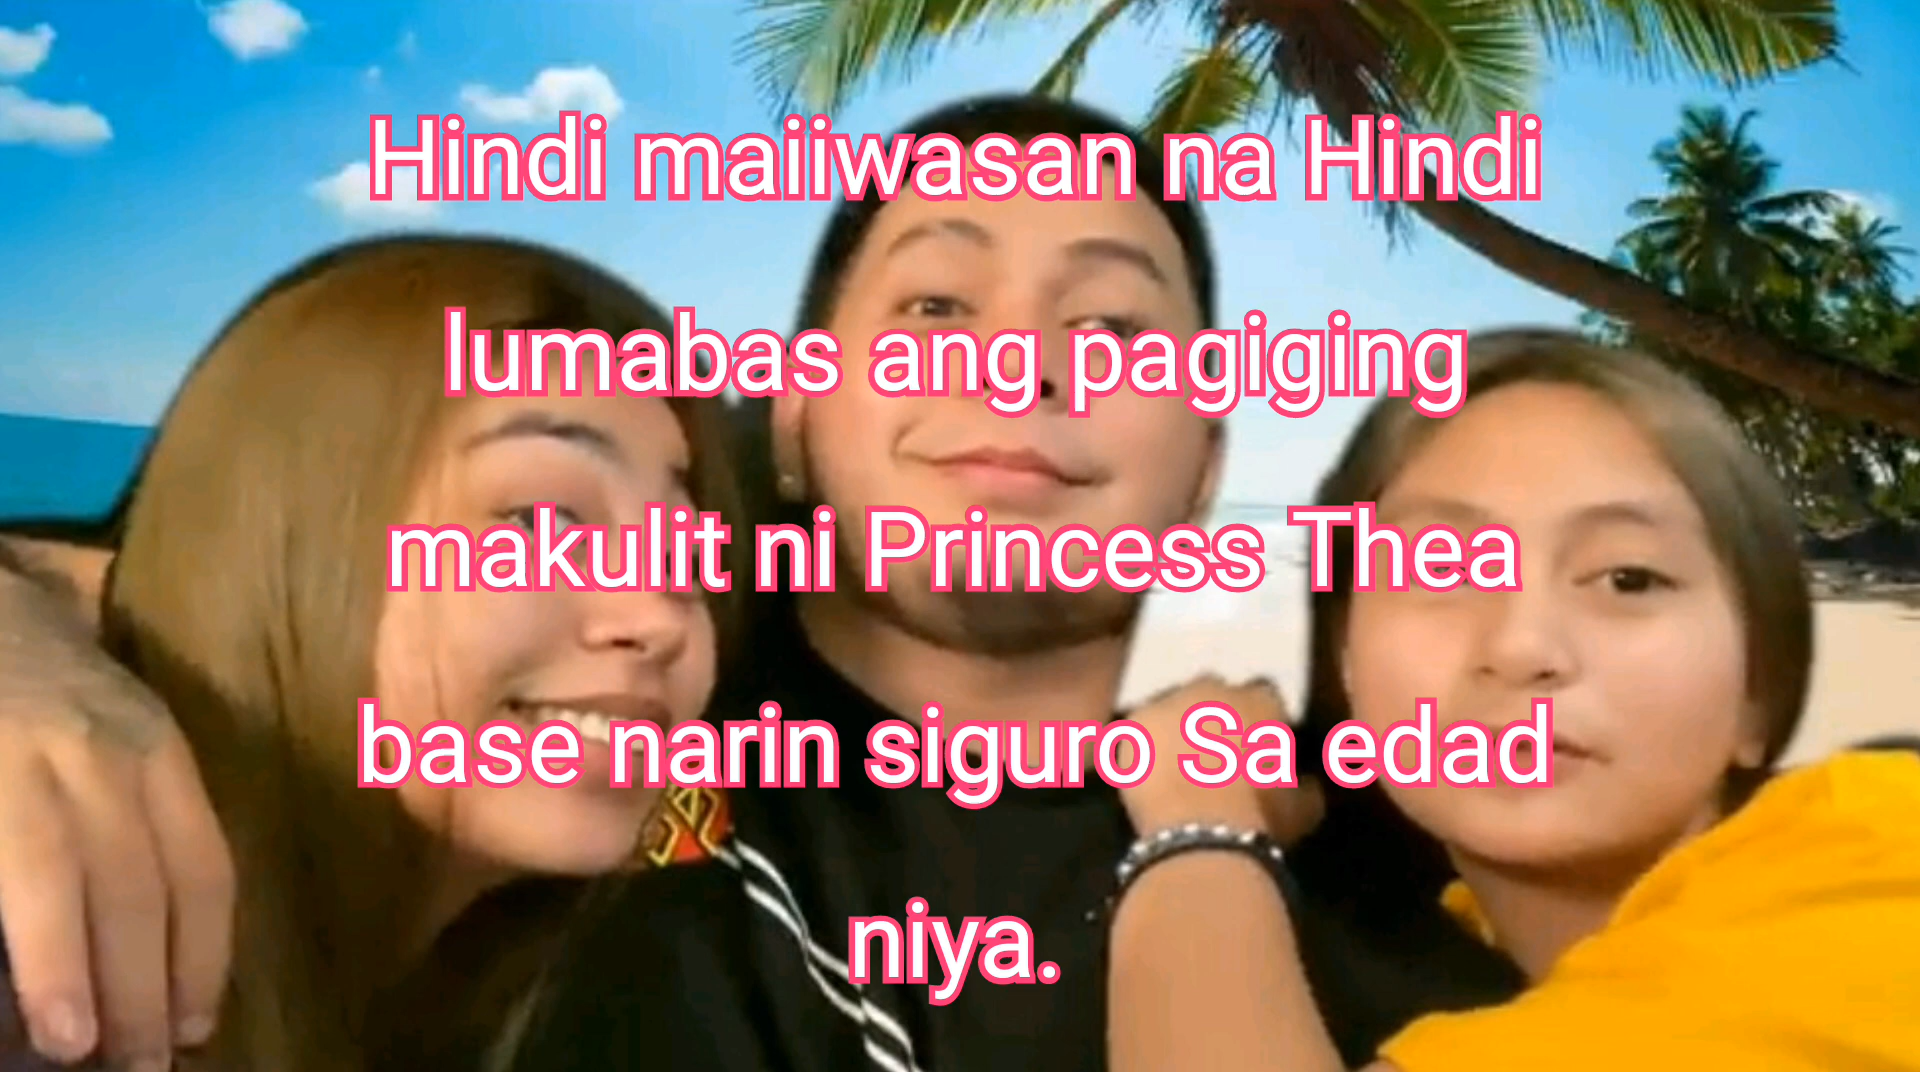 Hindi maiiwasan na Hindi
lumabas ang pagiging
makulit ni Princess Thea
base narin siguro Sa edad
niya.